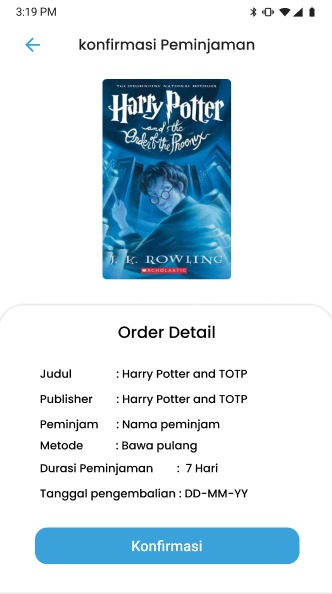 3:19 PM
konfirmasi Peminjaman
THE PHENOMENAL NATIONAL BESTSELLER
Harry Potter
and the
Order of the Phoenix
J. K. ROWLING
SCHOLASTIC
Order Detail
Judul : Harry Potter and TOTP
Publisher : Harry Potter and TOTP
Peminjam : Nama peminjam
Metode : Bawa pulang
Durasi Peminjaman : 7 Hari
Tanggal pengembalian : DD-MM-YY
Konfirmasi